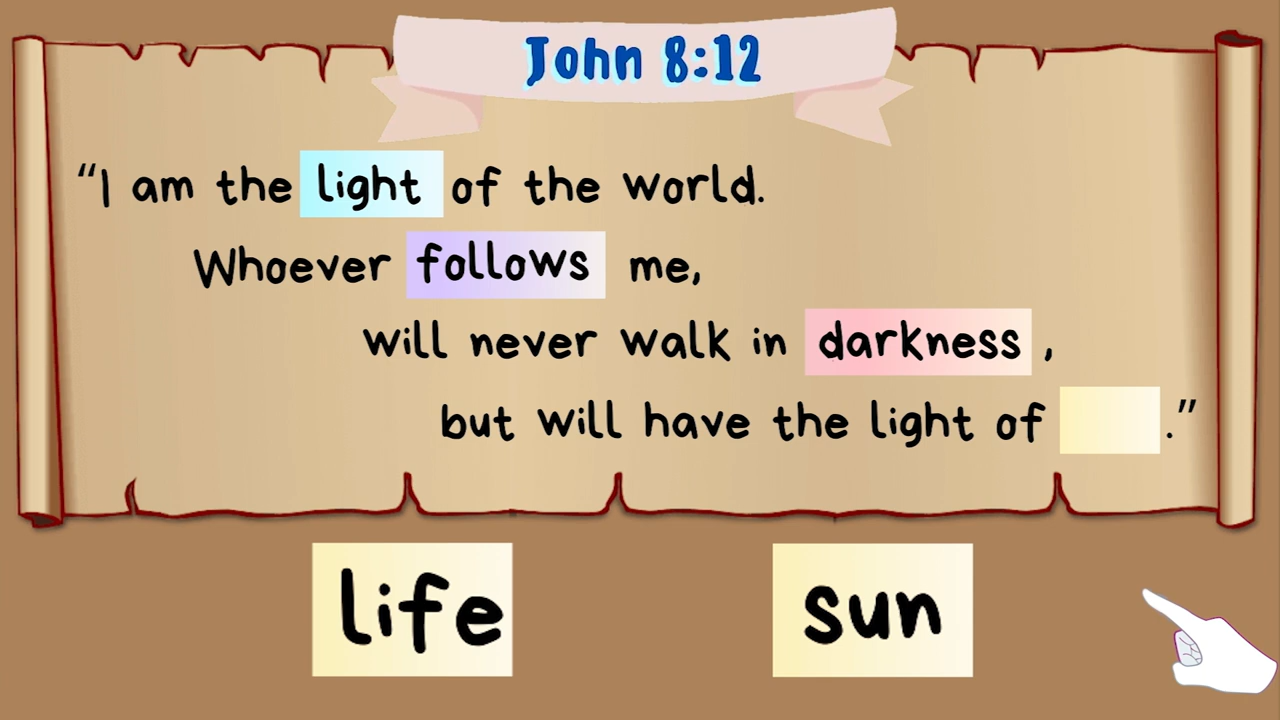 John 8:12
“I am the light of the world.
Whoever follows me,
will never walk in darkness ,
but will have the light of .”
life
sun